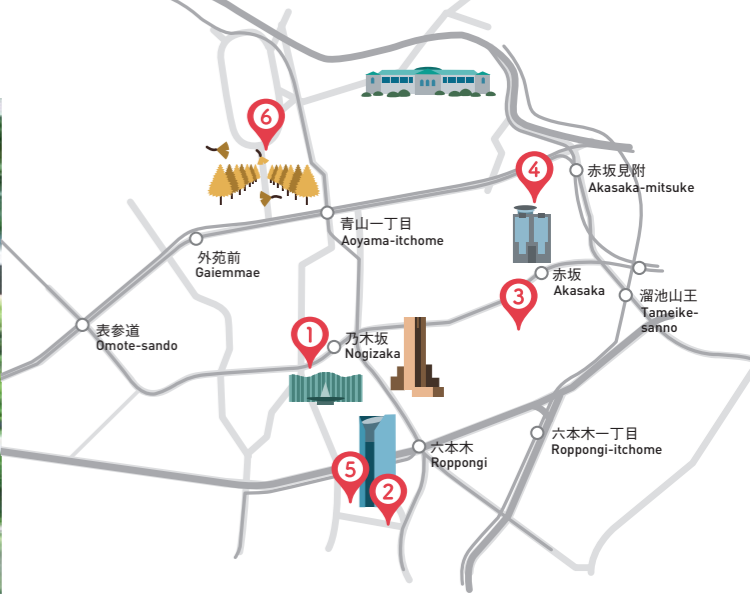 6
4
赤坂見附
Akasaka-mitsuke
青山一丁目
Aoyama-itchome
外苑前
Gaiemmae
赤坂
Akasaka
3
溜池山王
Tameike-
sanno
表参道
Omote-sando
1
乃木坂
Nogizaka
六本木
Roppongi
六本木一丁目
Roppongi-itchome
5
2